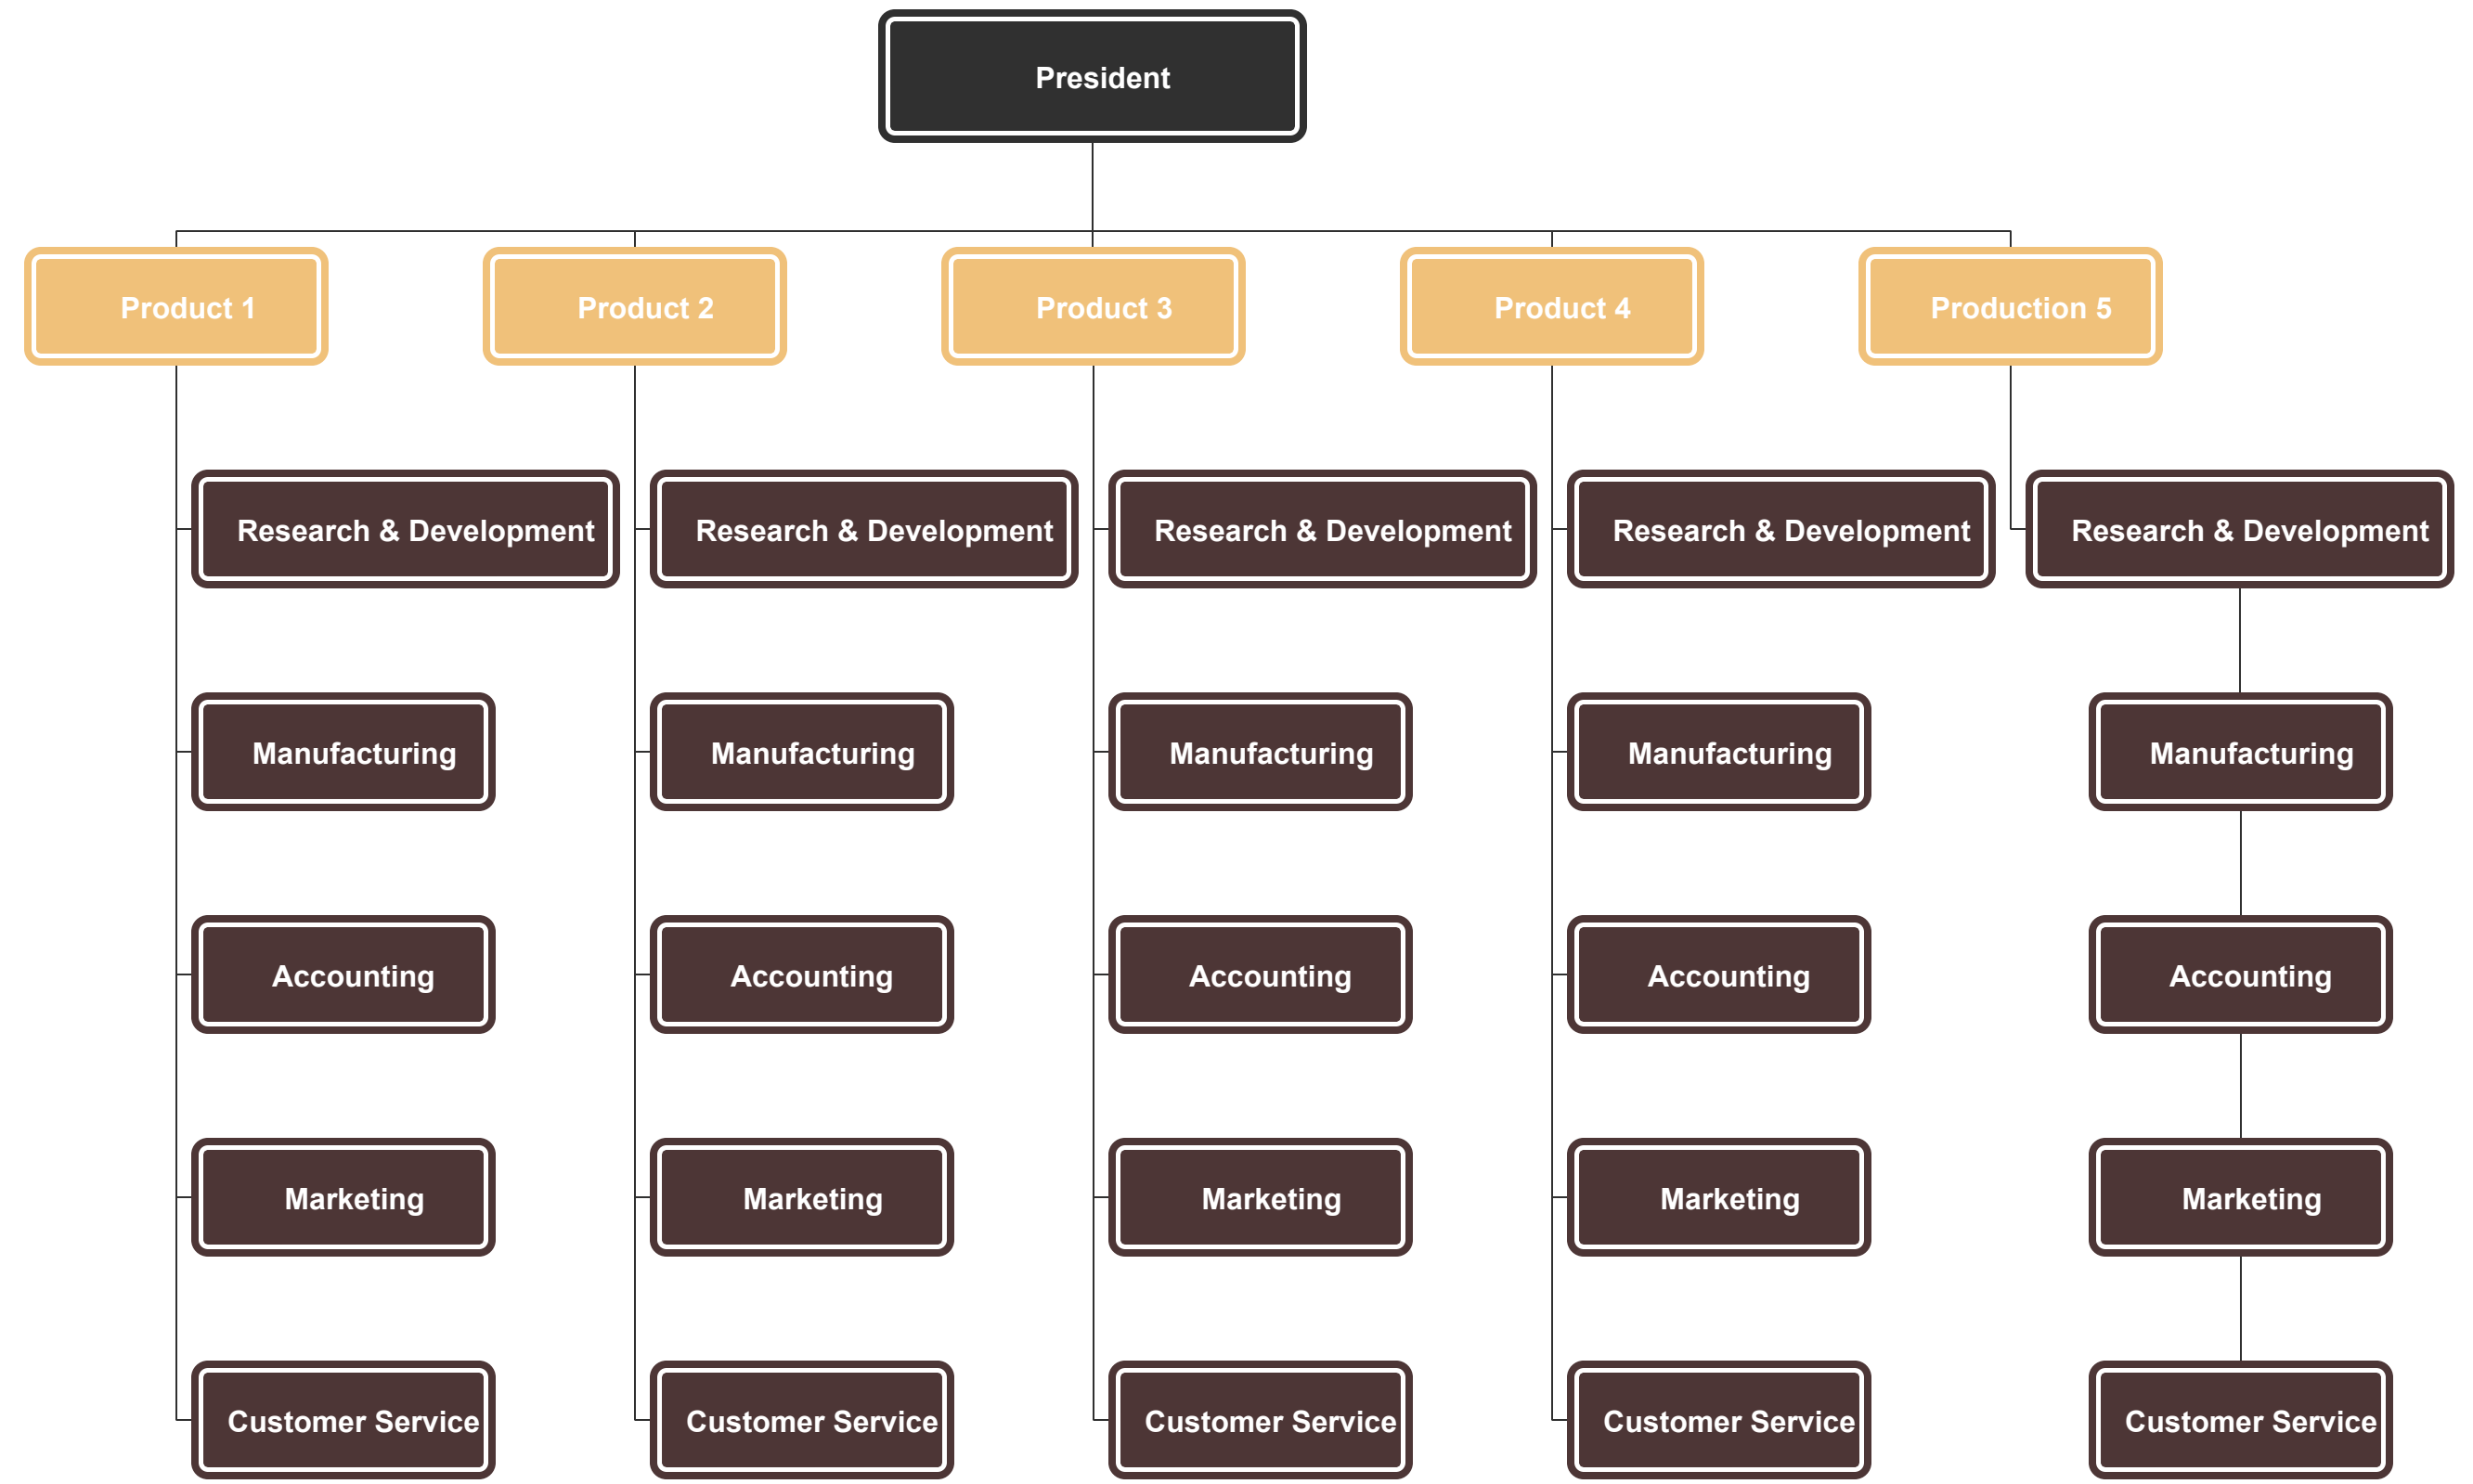 President
Product 1
Product 2
Product 3
Product 4
Production 5
Research & Development
Research & Development
Research & Development
Research & Development
Research & Development
Manufacturing
Manufacturing
Manufacturing
Manufacturing
Manufacturing
Accounting
Accounting
Accounting
Accounting
Accounting
Marketing
Marketing
Marketing
Marketing
Marketing
Customer Service
Customer Service
Customer Service
Customer Service
Customer Service